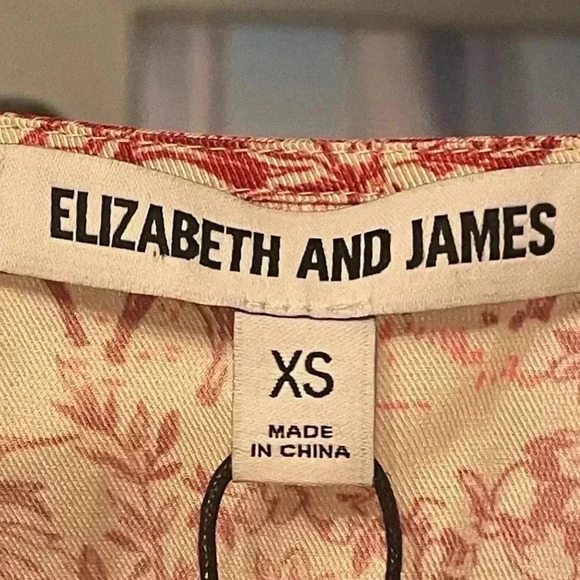 ELIZABETH AND JAMES
XS
MADE
IN CHINA